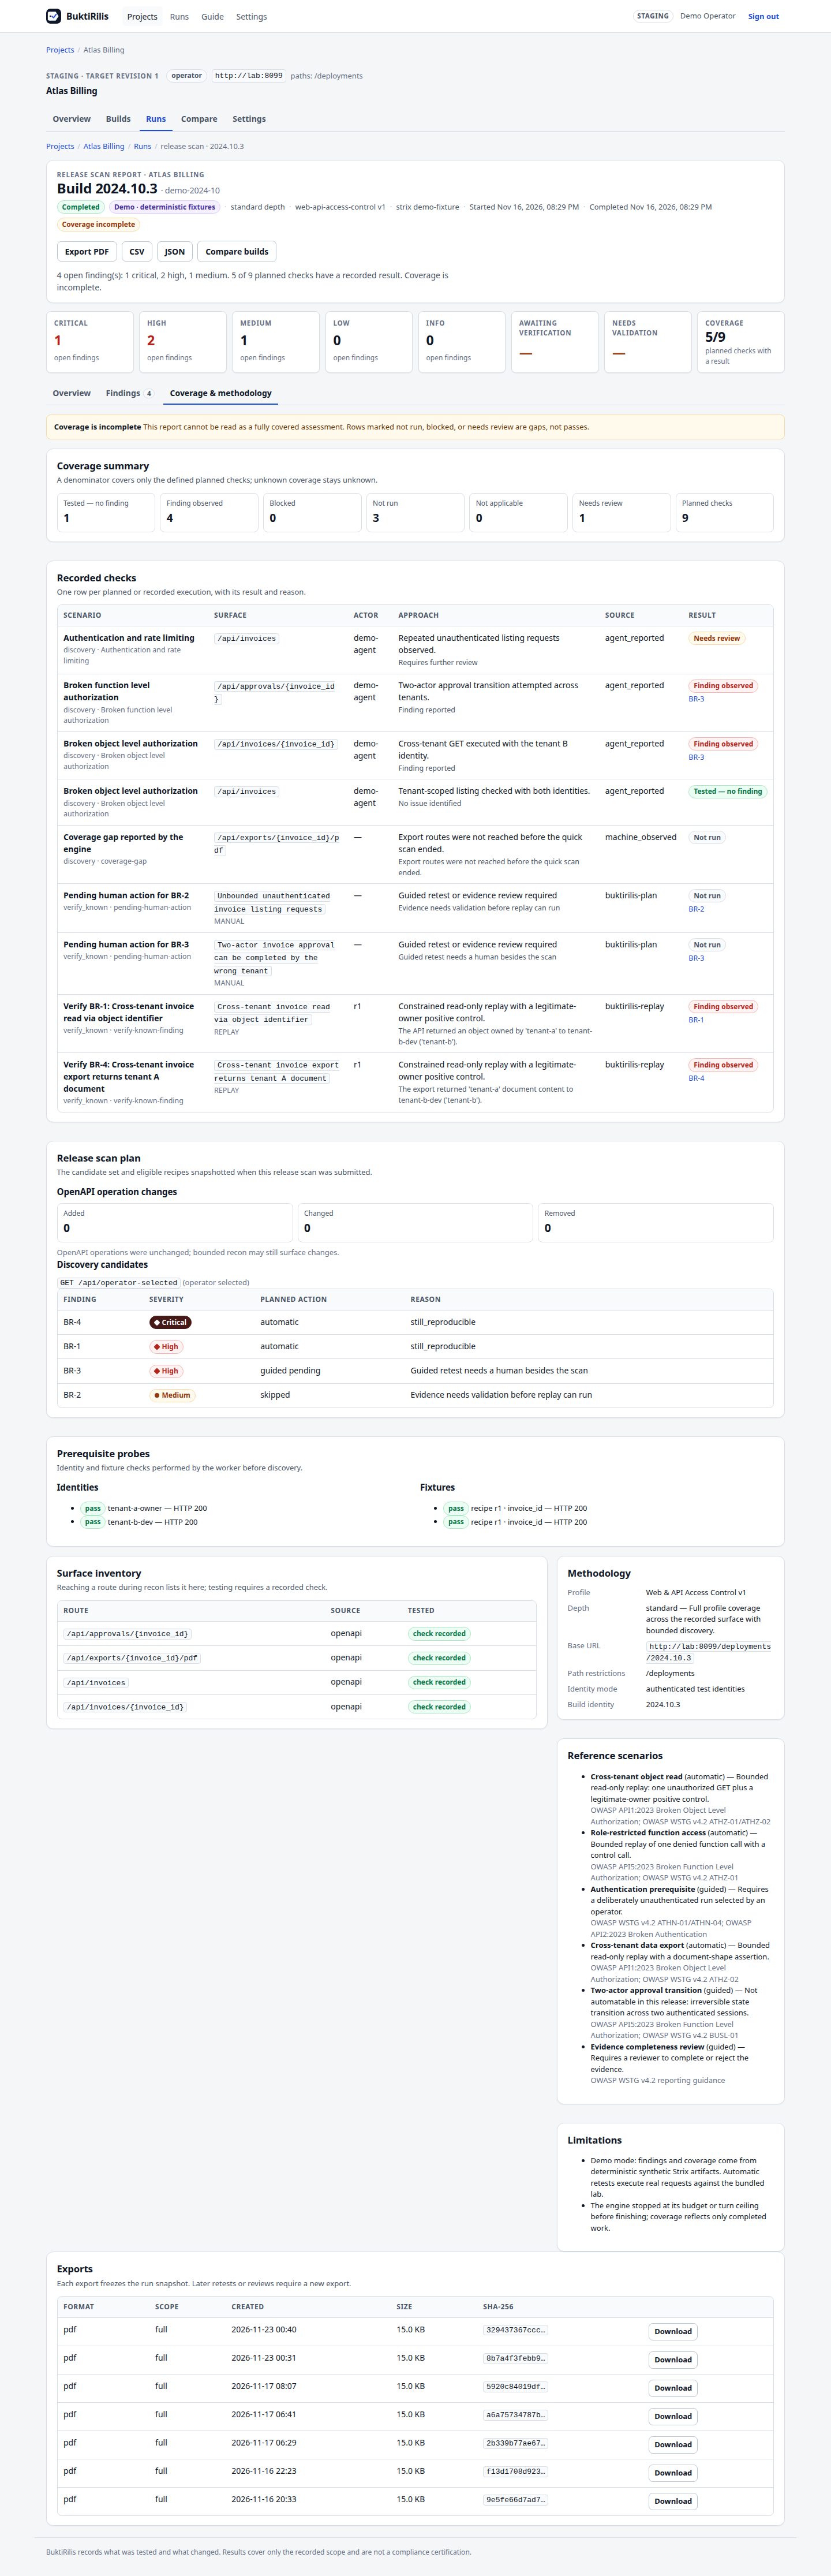 BuktiRilis Projects Runs Guide Settings STAGING Demo Operator Sign out
Projects / Atlas Billing
STAGING · TARGET REVISION 1 operator http://lab:8099 paths: /deployments
Atlas Billing
Overview Builds Runs Compare Settings
Projects / Atlas Billing / Runs / release scan · 2024.10.3
RELEASE SCAN REPORT · ATLAS BILLING
Build 2024.10.3 · demo-2024-10
Completed Demo · deterministic fixtures · standard depth · web-api-access-control v1 · strix demo-fixture · Started Nov 16, 2026, 08:29 PM · Completed Nov 16, 2026, 08:29 PM
Coverage incomplete
Export PDF CSV JSON Compare builds
4 open finding(s): 1 critical, 2 high, 1 medium. 5 of 9 planned checks have a recorded result. Coverage is
incomplete.
CRITICAL
1
open findings
HIGH
2
open findings
MEDIUM
1
open findings
LOW
0
open findings
INFO
0
open findings
AWAITING
VERIFICATION
—
NEEDS
VALIDATION
—
COVERAGE
5/9
planned checks with
a result
Overview Findings 4 Coverage & methodology
Coverage is incomplete This report cannot be read as a fully covered assessment. Rows marked not run, blocked, or needs review are gaps, not passes.
Coverage summary
A denominator covers only the defined planned checks; unknown coverage stays unknown.
Tested — no finding
1
Finding observed
4
Blocked
0
Not run
3
Not applicable
0
Needs review
1
Planned checks
9
Recorded checks
One row per planned or recorded execution, with its result and reason.
SCENARIO SURFACE ACTOR APPROACH SOURCE RESULT
Authentication and rate limiting
discovery · Authentication and rate
limiting
/api/invoices
demo-
agent
Repeated unauthenticated listing requests
observed.
Requires further review
agent_reported
Needs review
Broken function level
authorization
discovery · Broken function level
authorization
/api/approvals/{invoice_id
}
demo-
agent
Two-actor approval transition attempted across
tenants.
Finding reported
agent_reported
Finding observed
BR-3
Broken object level authorization
discovery · Broken object level
authorization
/api/invoices/{invoice_id}
demo-
agent
Cross-tenant GET executed with the tenant B
identity.
Finding reported
agent_reported
Finding observed
BR-3
Broken object level authorization
discovery · Broken object level
authorization
/api/invoices
demo-
agent
Tenant-scoped listing checked with both identities.
No issue identified
agent_reported
Tested — no finding
Coverage gap reported by the
engine
discovery · coverage-gap
/api/exports/{invoice_id}/p
df
—
Export routes were not reached before the quick
scan ended.
Export routes were not reached before the quick scan
ended.
machine_observed
Not run
Pending human action for BR-2
verify_known · pending-human-action
Unbounded unauthenticated
invoice listing requests
MANUAL
—
Guided retest or evidence review required
Evidence needs validation before replay can run
buktirilis-plan
Not run
BR-2
Pending human action for BR-3
verify_known · pending-human-action
Two-actor invoice approval
can be completed by the
wrong tenant
MANUAL
—
Guided retest or evidence review required
Guided retest needs a human besides the scan
buktirilis-plan
Not run
BR-3
Verify BR-1: Cross-tenant invoice
read via object identifier
verify_known · verify-known-finding
Cross-tenant invoice read
via object identifier
REPLAY
r1
Constrained read-only replay with a legitimate-
owner positive control.
The API returned an object owned by 'tenant-a' to tenant-
b-dev ('tenant-b').
buktirilis-replay
Finding observed
BR-1
Verify BR-4: Cross-tenant invoice
export returns tenant A
document
verify_known · verify-known-finding
Cross-tenant invoice export
returns tenant A document
REPLAY
r1
Constrained read-only replay with a legitimate-
owner positive control.
The export returned 'tenant-a' document content to
tenant-b-dev ('tenant-b').
buktirilis-replay
Finding observed
BR-4
Release scan plan
The candidate set and eligible recipes snapshotted when this release scan was submitted.
OpenAPI operation changes
Added
0
Changed
0
Removed
0
OpenAPI operations were unchanged; bounded recon may still surface changes.
Discovery candidates
GET /api/operator-selected (operator selected)
FINDING SEVERITY PLANNED ACTION REASON
BR-4 Critical automatic still_reproducible
BR-1 High automatic still_reproducible
BR-3 High guided pending Guided retest needs a human besides the scan
BR-2 Medium skipped Evidence needs validation before replay can run
Prerequisite probes
Identity and fixture checks performed by the worker before discovery.
Identities
• pass tenant-a-owner — HTTP 200
• pass tenant-b-dev — HTTP 200
Fixtures
• pass recipe r1 · invoice_id — HTTP 200
• pass recipe r1 · invoice_id — HTTP 200
Surface inventory
Reaching a route during recon lists it here; testing requires a recorded check.
ROUTE SOURCE TESTED
/api/approvals/{invoice_id} openapi check recorded
/api/exports/{invoice_id}/pdf openapi check recorded
/api/invoices openapi check recorded
/api/invoices/{invoice_id} openapi check recorded
Methodology
Profile Web & API Access Control v1
Depth standard — Full profile coverage
across the recorded surface with
bounded discovery.
Base URL http://lab:8099/deployments
/2024.10.3
Path restrictions /deployments
Identity mode authenticated test identities
Build identity 2024.10.3
Reference scenarios
• Cross-tenant object read (automatic) — Bounded
read-only replay: one unauthorized GET plus a
legitimate-owner positive control.
OWASP API1:2023 Broken Object Level
Authorization; OWASP WSTG v4.2 ATHZ-01/ATHZ-02
• Role-restricted function access (automatic) —
Bounded replay of one denied function call with a
control call.
OWASP API5:2023 Broken Function Level
Authorization; OWASP WSTG v4.2 ATHZ-01
• Authentication prerequisite (guided) — Requires
a deliberately unauthenticated run selected by an
operator.
OWASP WSTG v4.2 ATHN-01/ATHN-04; OWASP
API2:2023 Broken Authentication
• Cross-tenant data export (automatic) — Bounded
read-only replay with a document-shape assertion.
OWASP API1:2023 Broken Object Level
Authorization; OWASP WSTG v4.2 ATHZ-02
• Two-actor approval transition (guided) — Not
automatable in this release: irreversible state
transition across two authenticated sessions.
OWASP API5:2023 Broken Function Level
Authorization; OWASP WSTG v4.2 BUSL-01
• Evidence completeness review (guided) —
Requires a reviewer to complete or reject the
evidence.
OWASP WSTG v4.2 reporting guidance
Limitations
• Demo mode: findings and coverage come from
deterministic synthetic Strix artifacts. Automatic
retests execute real requests against the bundled
lab.
• The engine stopped at its budget or turn ceiling
before finishing; coverage reflects only completed
work.
Exports
Each export freezes the run snapshot. Later retests or reviews require a new export.
FORMAT SCOPE CREATED SIZE SHA-256
pdf full 2026-11-23 00:40 15.0 KB 329437367ccc… Download
pdf full 2026-11-23 00:31 15.0 KB 8b7a4f3febb9… Download
pdf full 2026-11-17 08:07 15.0 KB 5920c84019df… Download
pdf full 2026-11-17 06:41 15.0 KB a6a75734787b… Download
pdf full 2026-11-17 06:29 15.0 KB 2b339b77ae67… Download
pdf full 2026-11-16 22:23 15.0 KB f13d1708d923… Download
pdf full 2026-11-16 20:33 15.0 KB 9e5fe66d7ad7… Download
BuktiRilis records what was tested and what changed. Results cover only the recorded scope and are not a compliance certification.